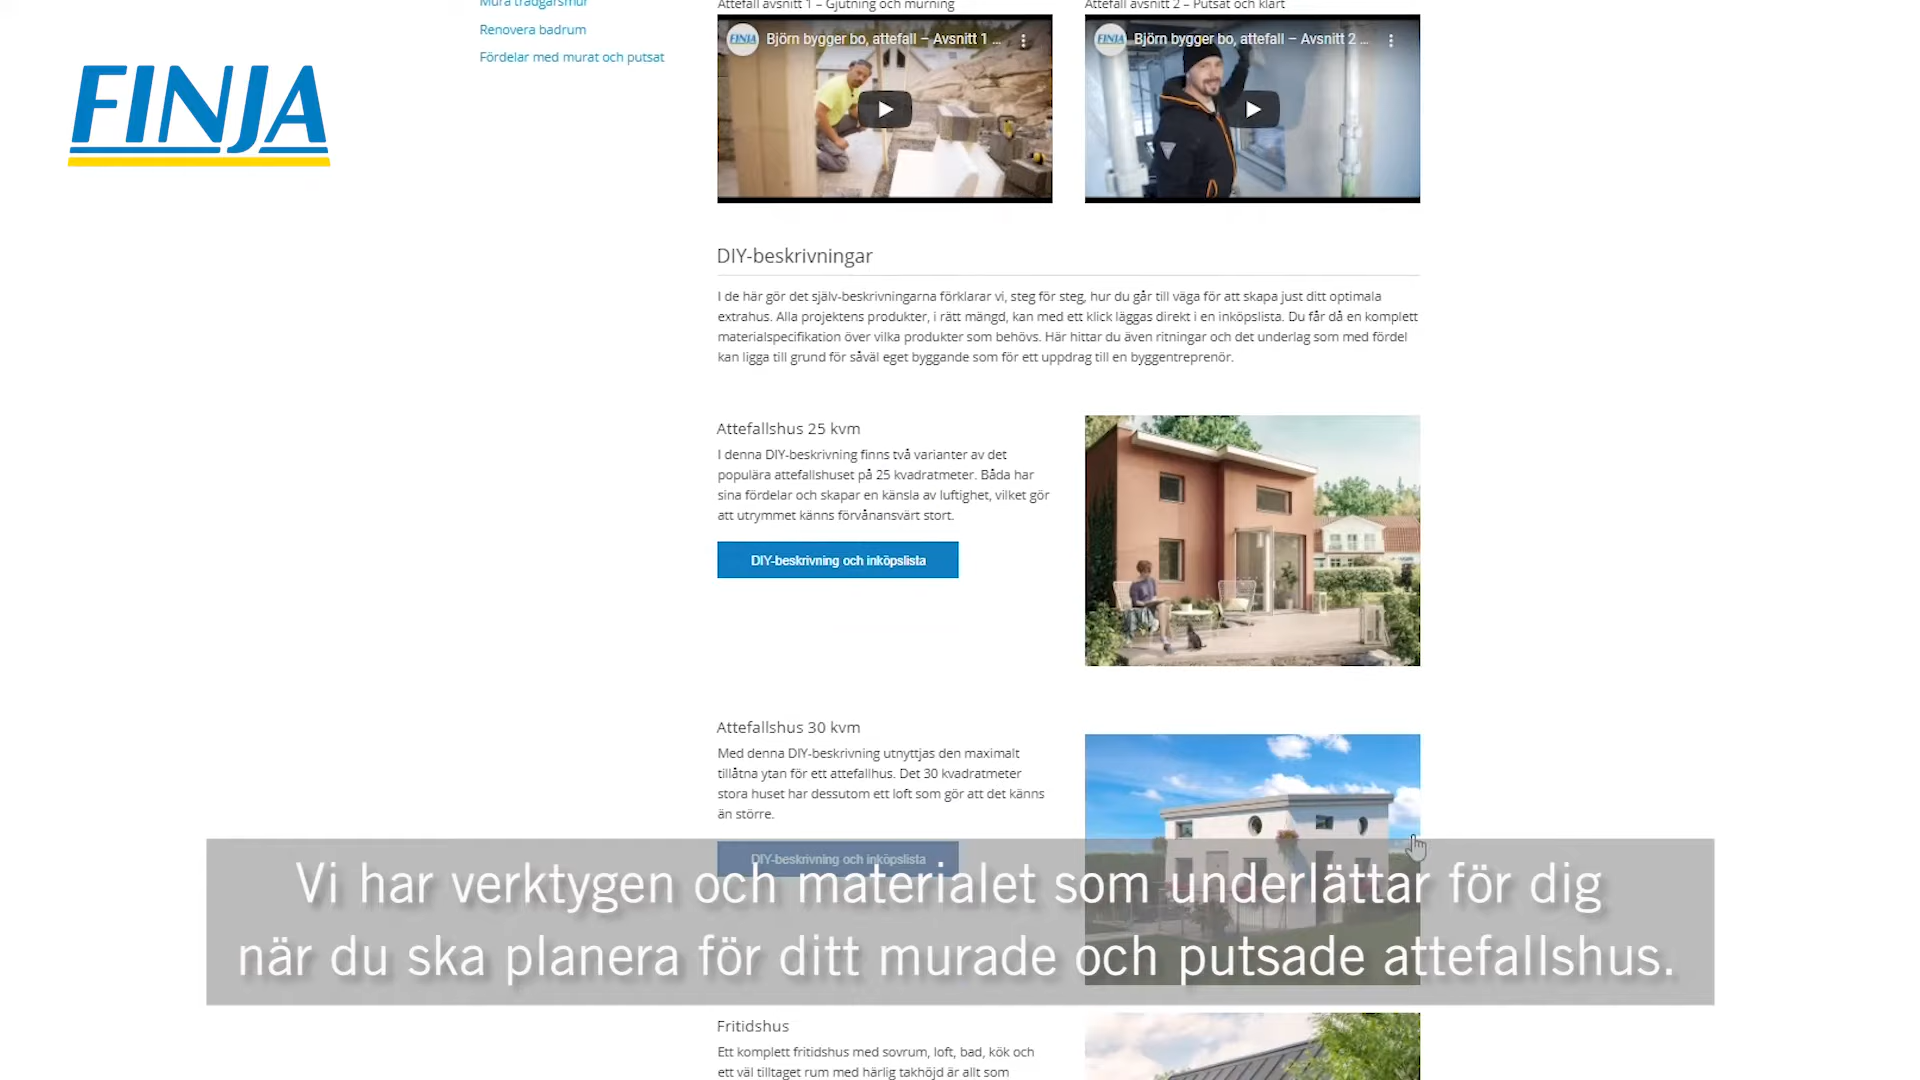 Mura trädgårsmur
Renovera badrum
Fördelar med murat och putsat
FINJA
Attefall avsnitt 1 – Gjutning och murning
Attefall avsnitt 2 – Putsat och klart
FINJA Björn bygger bo, attefall – Avsnitt 1 ...
FINJA Björn bygger bo, attefall – Avsnitt 2 ...
DIY-beskrivningar
I de här gör det själv-beskrivningarna förklarar vi, steg för steg, hur du går till väga för att skapa just ditt optimala
extrahus. Alla projektens produkter, i rätt mängd, kan med ett klick läggas direkt i en inköpslista. Du får då en komplett
materialspecifikation över vilka produkter som behövs. Här hittar du även ritningar och det underlag som med fördel
kan ligga till grund för såväl eget byggande som för ett uppdrag till en byggentreprenör.
Attefallshus 25 kvm
I denna DIY-beskrivning finns två varianter av det
populära attefallshuset på 25 kvadratmeter. Båda har
sina fördelar och skapar en känsla av luftighet, vilket gör
att utrymmet känns förvånansvärt stort.
DIY-beskrivning och inköpslista
Attefallshus 30 kvm
Med denna DIY-beskrivning utnyttjas den maximalt
tillåtna ytan för ett attefallhus. Det 30 kvadratmeter
stora huset har dessutom ett loft som gör att det känns
än större.
DIY-beskrivning och inköpslista
Vi har verktygen och materialet som underlättar för dig
när du ska planera för ditt murade och putsade attefallshus.
Fritidshus
Ett komplett fritidshus med sovrum, loft, bad, kök och
ett väl tilltaget rum med härlig takhöjd är allt som